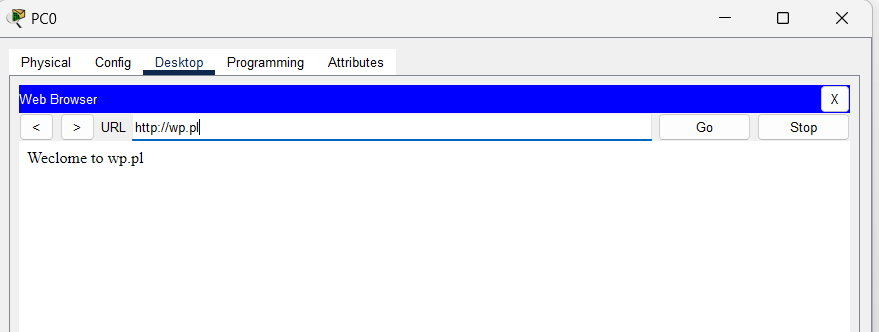 PC0
Physical Config Desktop Programming Attributes
Web Browser X
< > URL http://wp.pl Go Stop
Weclome to wp.pl